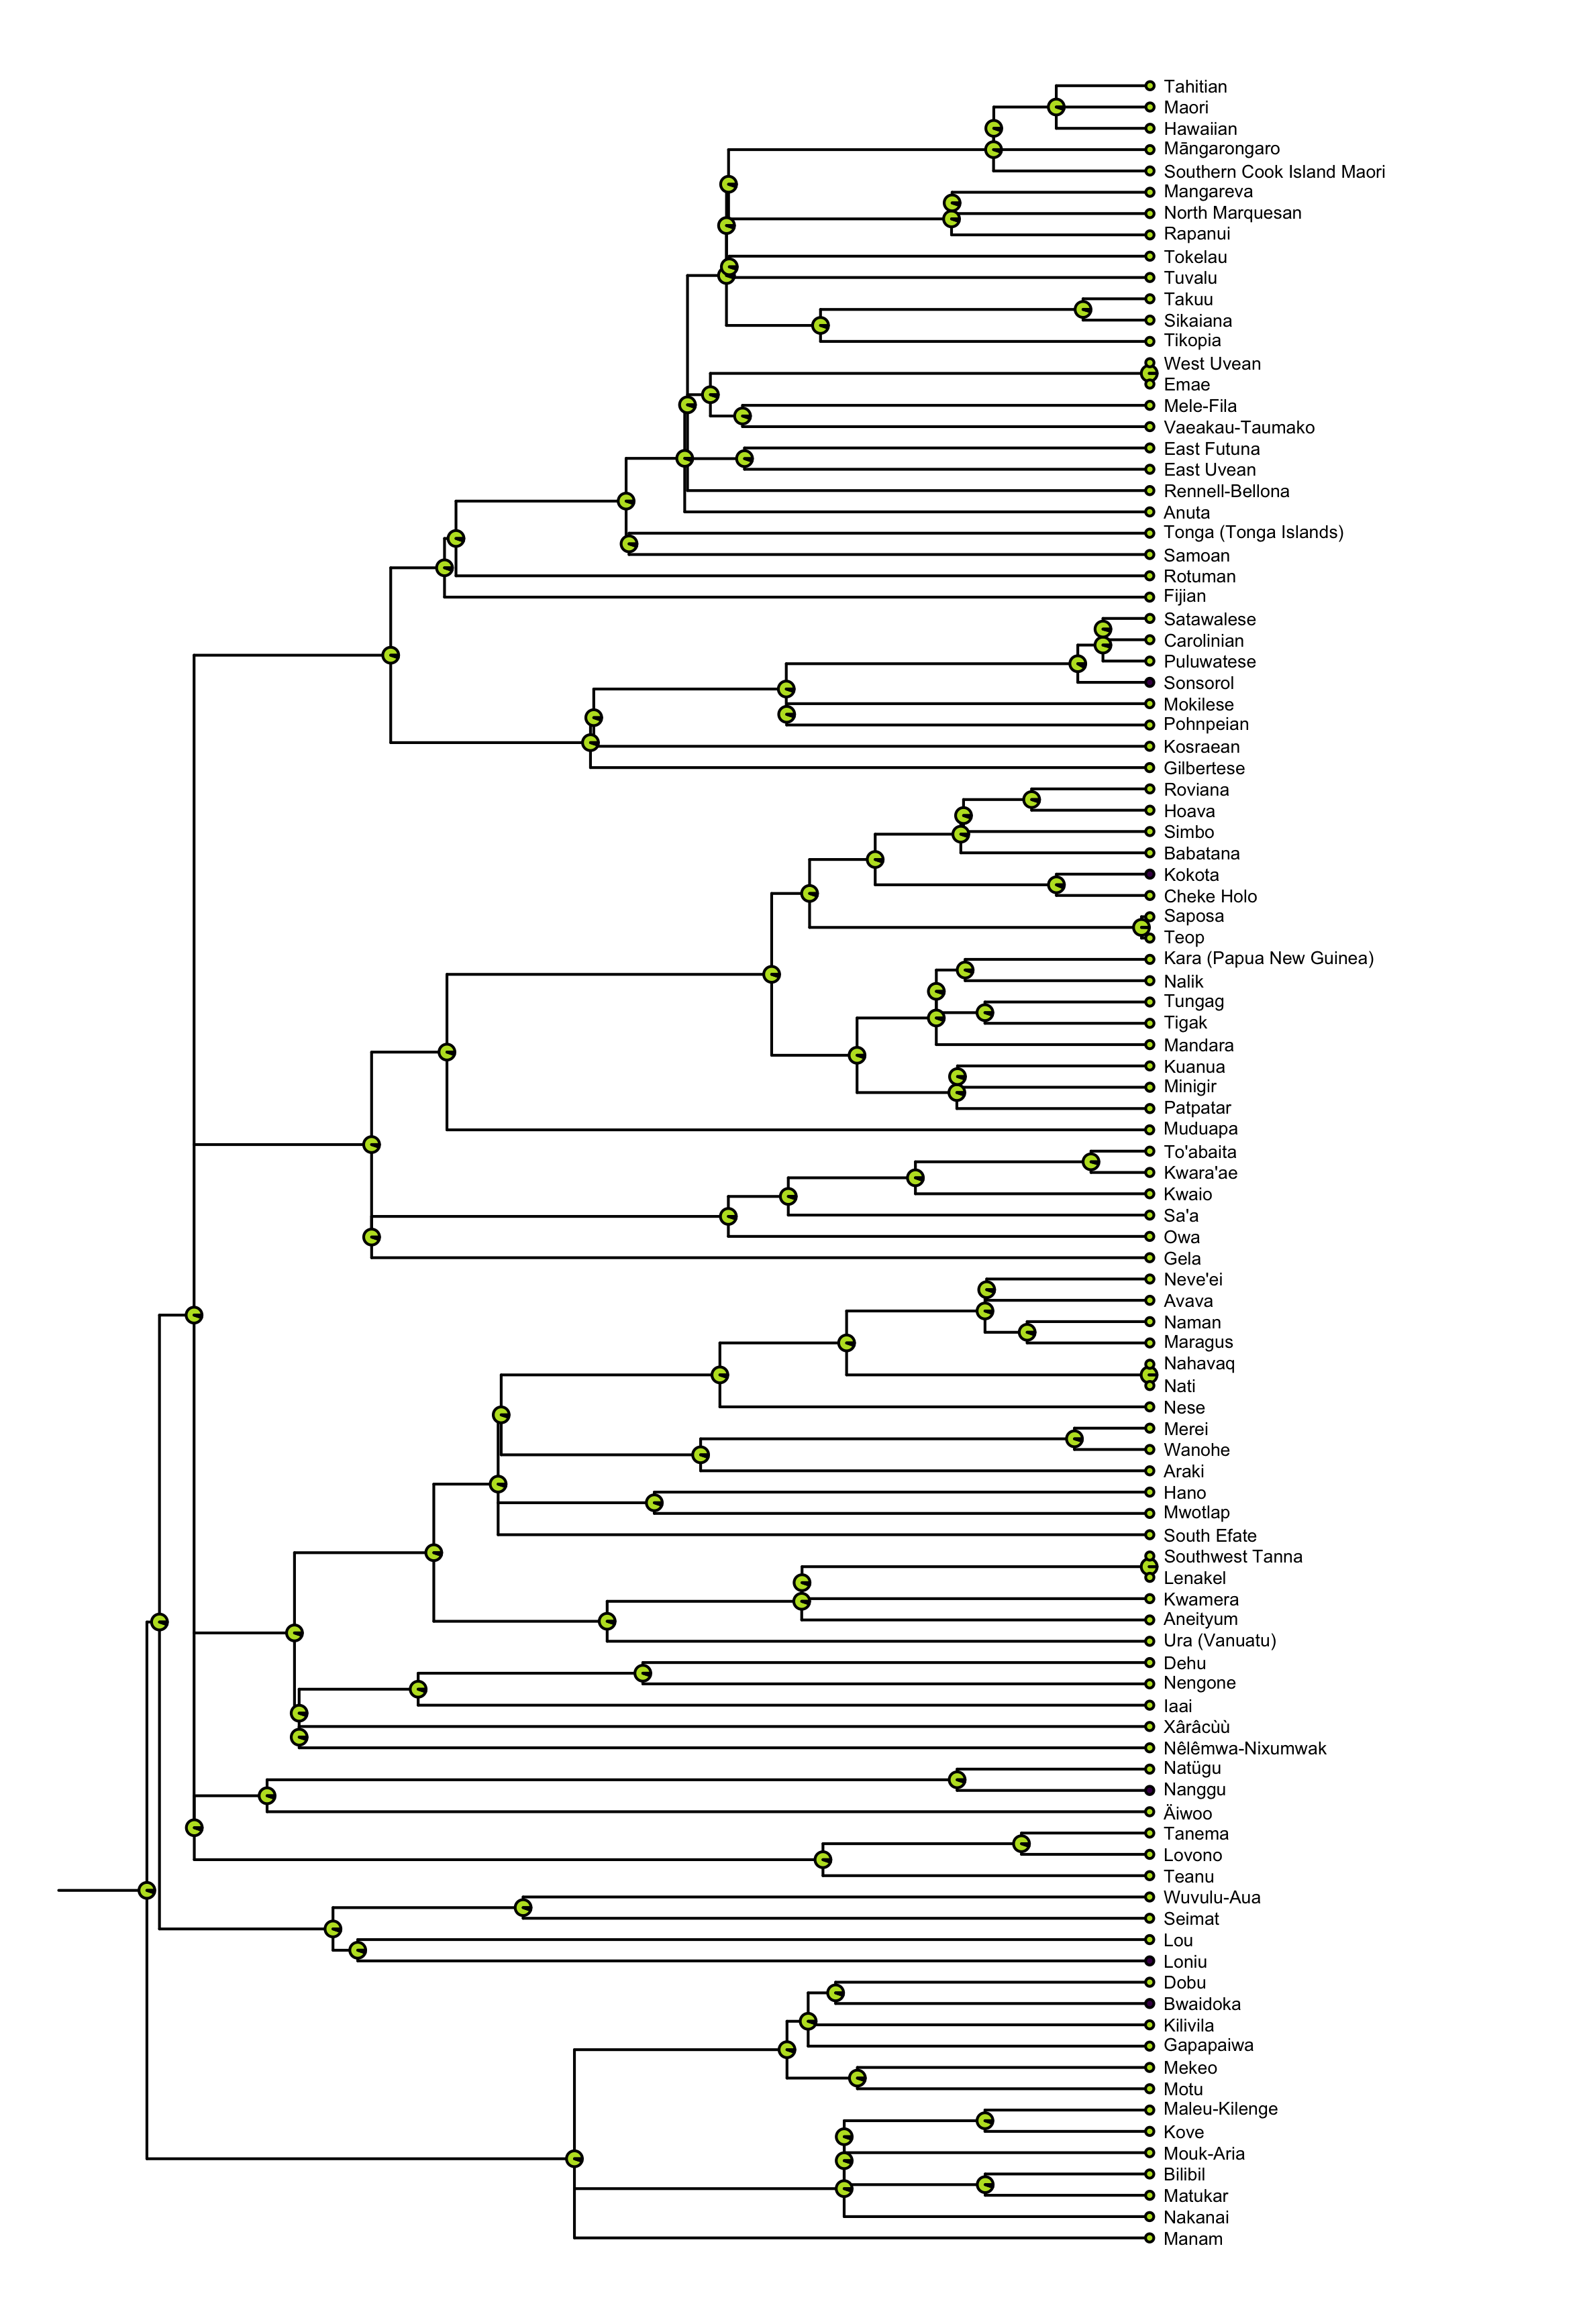 Tahitian
Maori
Hawaiian
Māngarongaro
Southern Cook Island Maori
Mangareva
North Marquesan
Rapanui
Tokelau
Tuvalu
Takuu
Sikaiana
Tikopia
West Uvean
Emae
Mele-Fila
Vaeakau-Taumako
East Futuna
East Uvean
Rennell-Bellona
Anuta
Tonga (Tonga Islands)
Samoan
Rotuman
Fijian
Satawalese
Carolinian
Puluwatese
Sonsorol
Mokilese
Pohnpeian
Kosraean
Gilbertese
Roviana
Hoava
Simbo
Babatana
Kokota
Cheke Holo
Saposa
Teop
Kara (Papua New Guinea)
Nalik
Tungag
Tigak
Mandara
Kuanua
Minigir
Patpatar
Muduapa
To'abaita
Kwara'ae
Kwaio
Sa'a
Owa
Gela
Neve'ei
Avava
Naman
Maragus
Nahavaq
Nati
Nese
Merei
Wanohe
Araki
Hano
Mwotlap
South Efate
Southwest Tanna
Lenakel
Kwamera
Aneityum
Ura (Vanuatu)
Dehu
Nengone
Iaai
Xârâcùù
Nêlêmwa-Nixumwak
Natügu
Nanggu
Äiwoo
Tanema
Lovono
Teanu
Wuvulu-Aua
Seimat
Lou
Loniu
Dobu
Bwaidoka
Kilivila
Gapapaiwa
Mekeo
Motu
Maleu-Kilenge
Kove
Mouk-Aria
Bilibil
Matukar
Nakanai
Manam